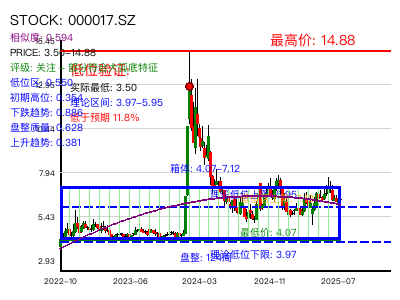 STOCK: 000017.SZ
相似度: 0.594
PRICE: 3.50-14.88
最高价: 14.88
低位验证:
低位区: 0.550
12.95
实际最低: 3.50
初期高位: 0.354
理论区间: 3.97-5.95
下跌趋势: 0.886
低于预期 11.8%
盘整质量: 0.628
上升趋势: 0.381
箱体: 4.07-7.12
7.94
5.43
最低价: 4.07
理论低位下限: 3.97
盘整:
2.93
2022-10
2023-06
2024-03
2024-11
2025-07